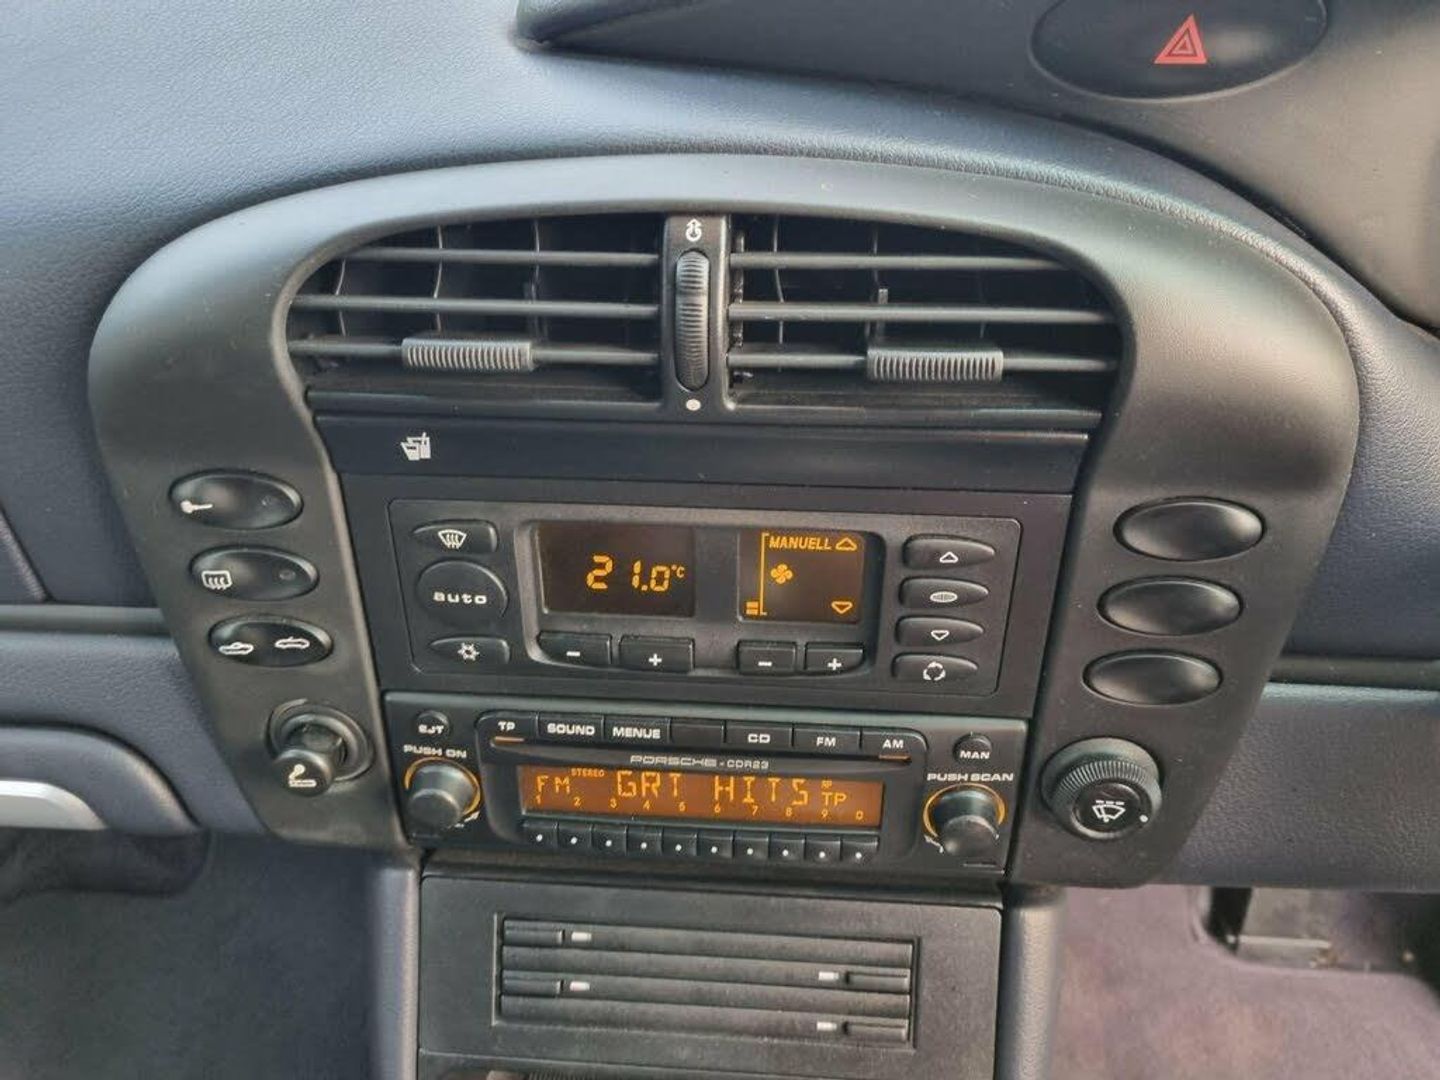 21.0°C
MANUELL
auto
- + - +
EJT TP SOUND MENUE CD FM AM MAN
PUSH ON
PORSCHE CDR23
PUSH SCAN
FM STEREO GRT HITS TP
1 2 3 4 5 6 7 8 9 0